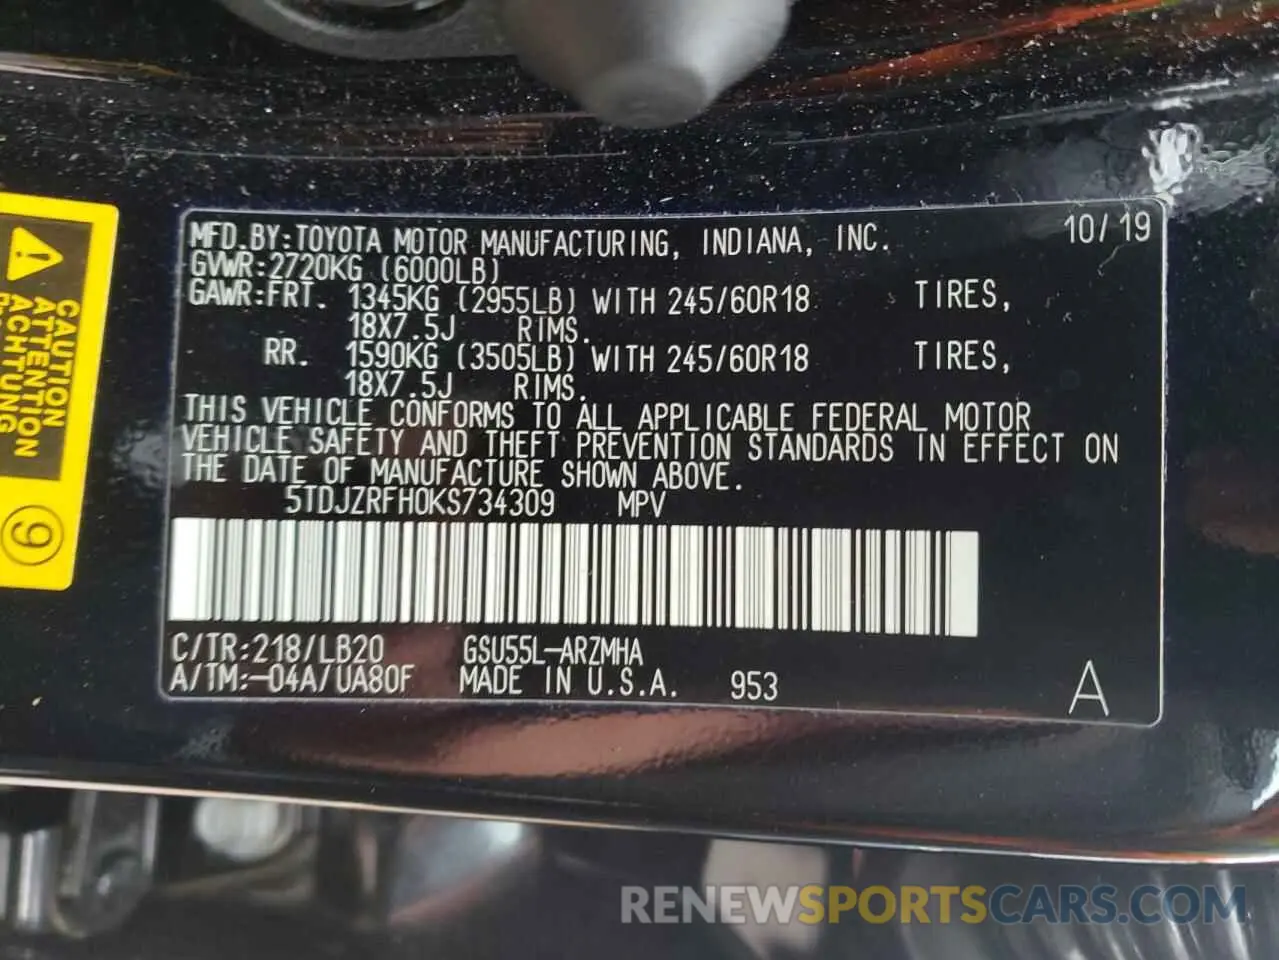 MFD.BY:TOYOTA MOTOR MANUFACTURING, INDIANA, INC. 10/19
GVWR:2720KG (6000LB)
GAWR:FRT. 1345KG (2955LB) WITH 245/60R18 TIRES,
18X7.5J RIMS.
RR. 1590KG (3505LB) WITH 245/60R18 TIRES,
18X7.5J RIMS.
THIS VEHICLE CONFORMS TO ALL APPLICABLE FEDERAL MOTOR
VEHICLE SAFETY AND THEFT PREVENTION STANDARDS IN EFFECT ON
THE DATE OF MANUFACTURE SHOWN ABOVE.
5TDJZRFH0KS734309 MPV
C/TR:218/LB20 GSU55L-ARZMHA
A/TM:-04A/UA80F MADE IN U.S.A. 953
A
CAUTION
ATTENTION
ACHTUNG
9
RENEWSPORTSCARS.COM